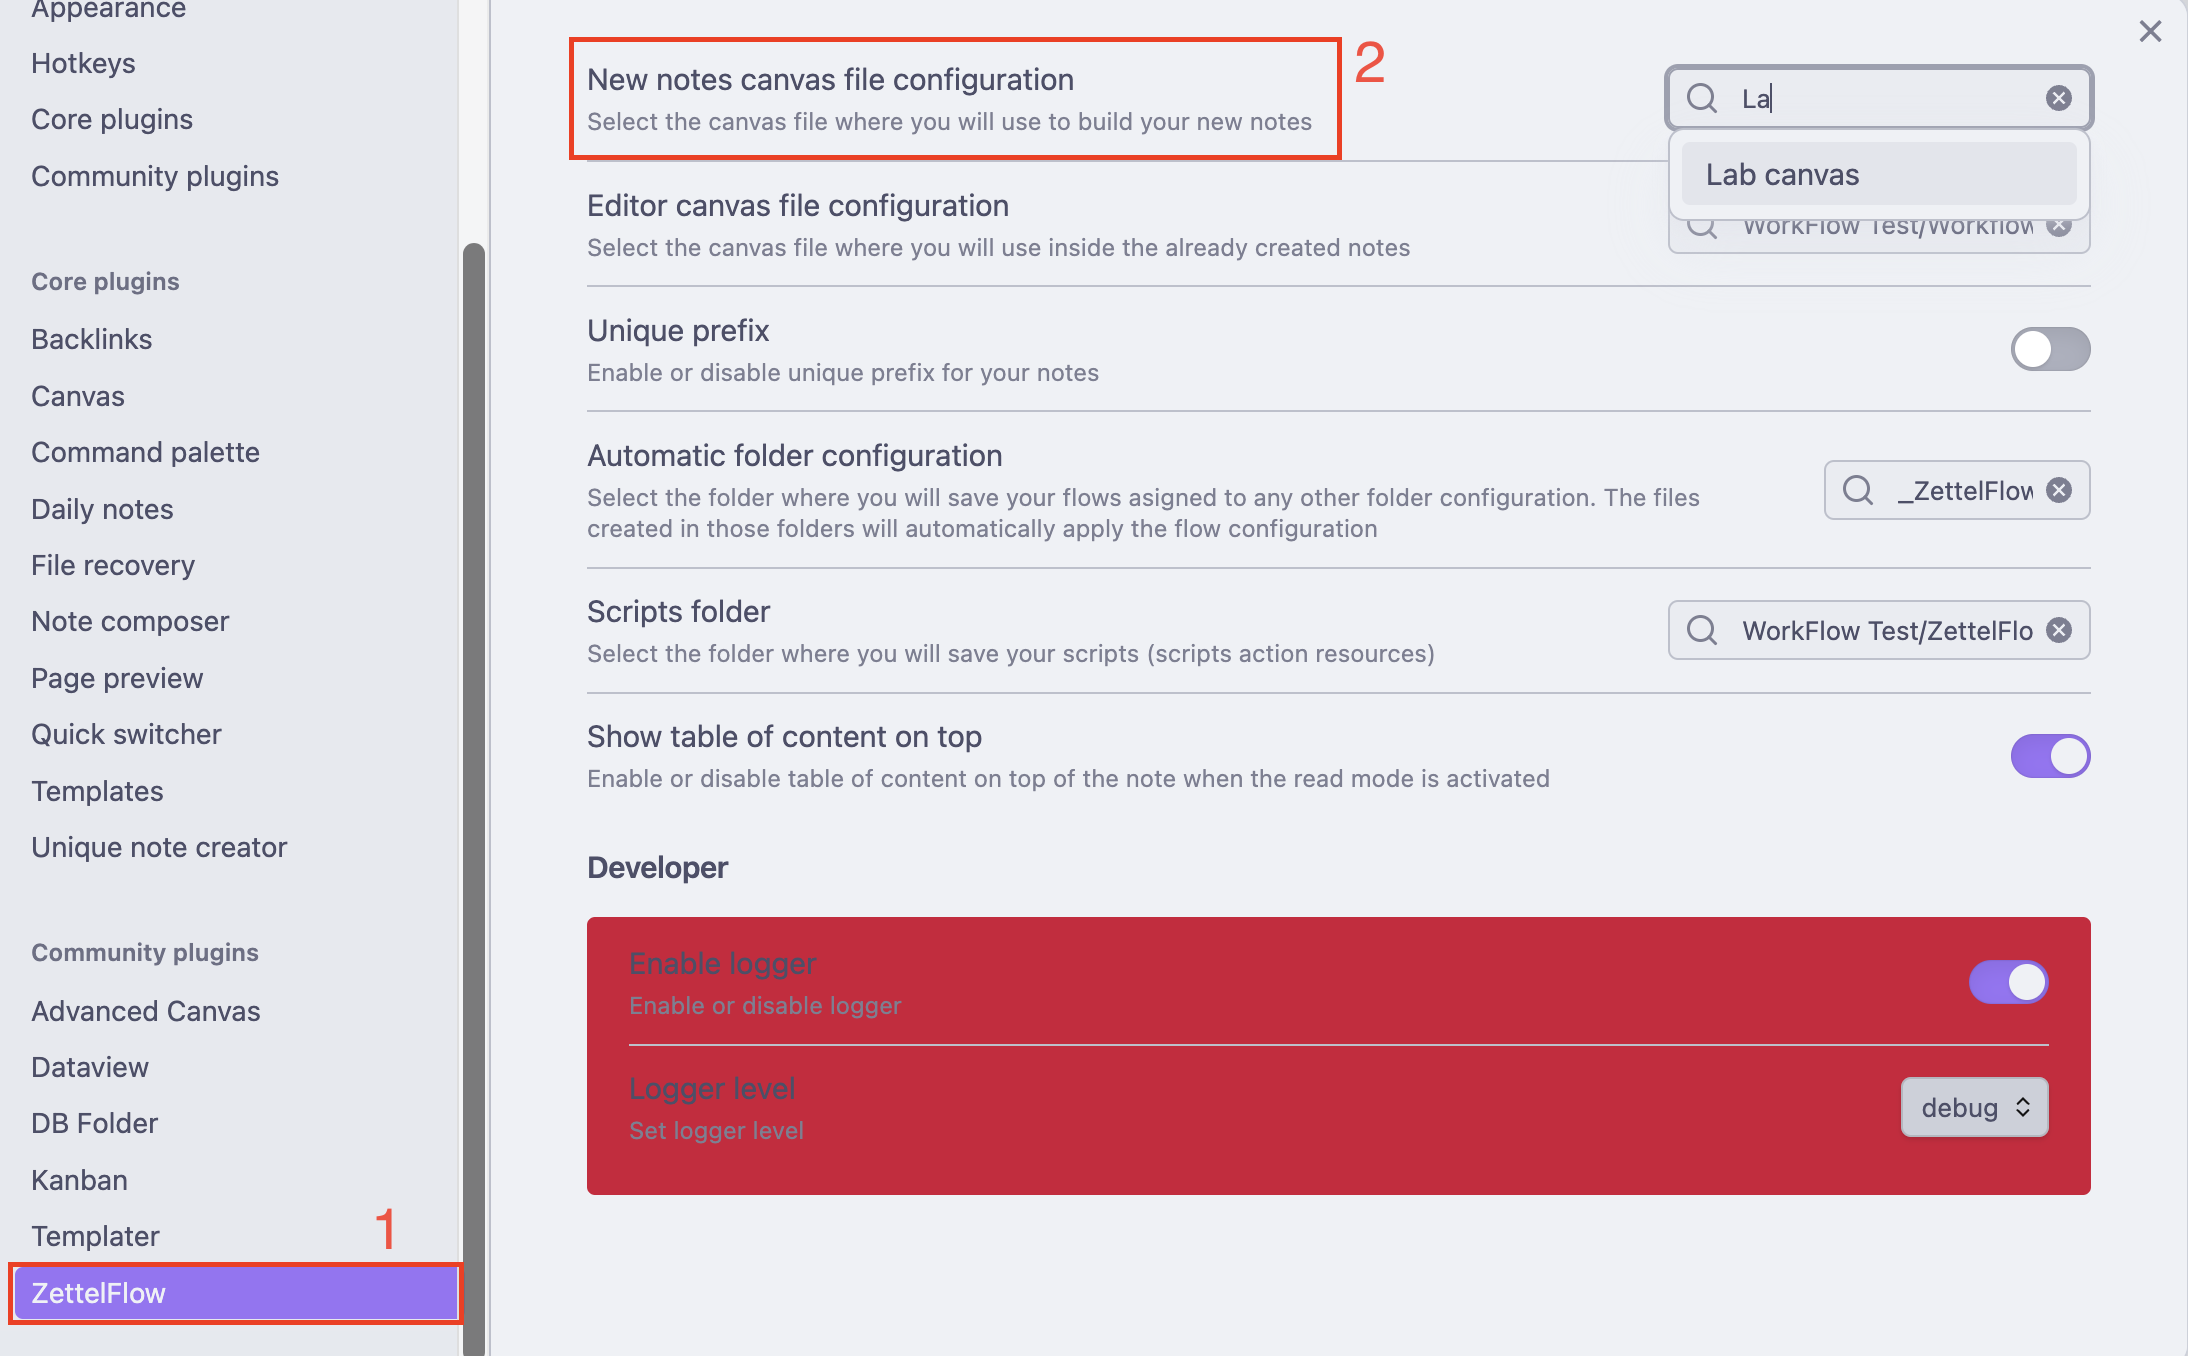 Appearance
Hotkeys
Core plugins
Community plugins
Core plugins
Backlinks
Canvas
Command palette
Daily notes
File recovery
Note composer
Page preview
Quick switcher
Templates
Unique note creator
Community plugins
Advanced Canvas
Dataview
DB Folder
Kanban
Templater
1
ZettelFlow
New notes canvas file configuration
2
Select the canvas file where you will use to build your new notes
La
Lab canvas
Editor canvas file configuration
Select the canvas file where you will use inside the already created notes
WorkFlow Test/Workflow
Unique prefix
Enable or disable unique prefix for your notes
Automatic folder configuration
Select the folder where you will save your flows asigned to any other folder configuration. The files
created in those folders will automatically apply the flow configuration
_ZettelFlow
Scripts folder
Select the folder where you will save your scripts (scripts action resources)
WorkFlow Test/ZettelFlo
Show table of content on top
Enable or disable table of content on top of the note when the read mode is activated
Developer
Enable logger
Enable or disable logger
Logger level
Set logger level
debug